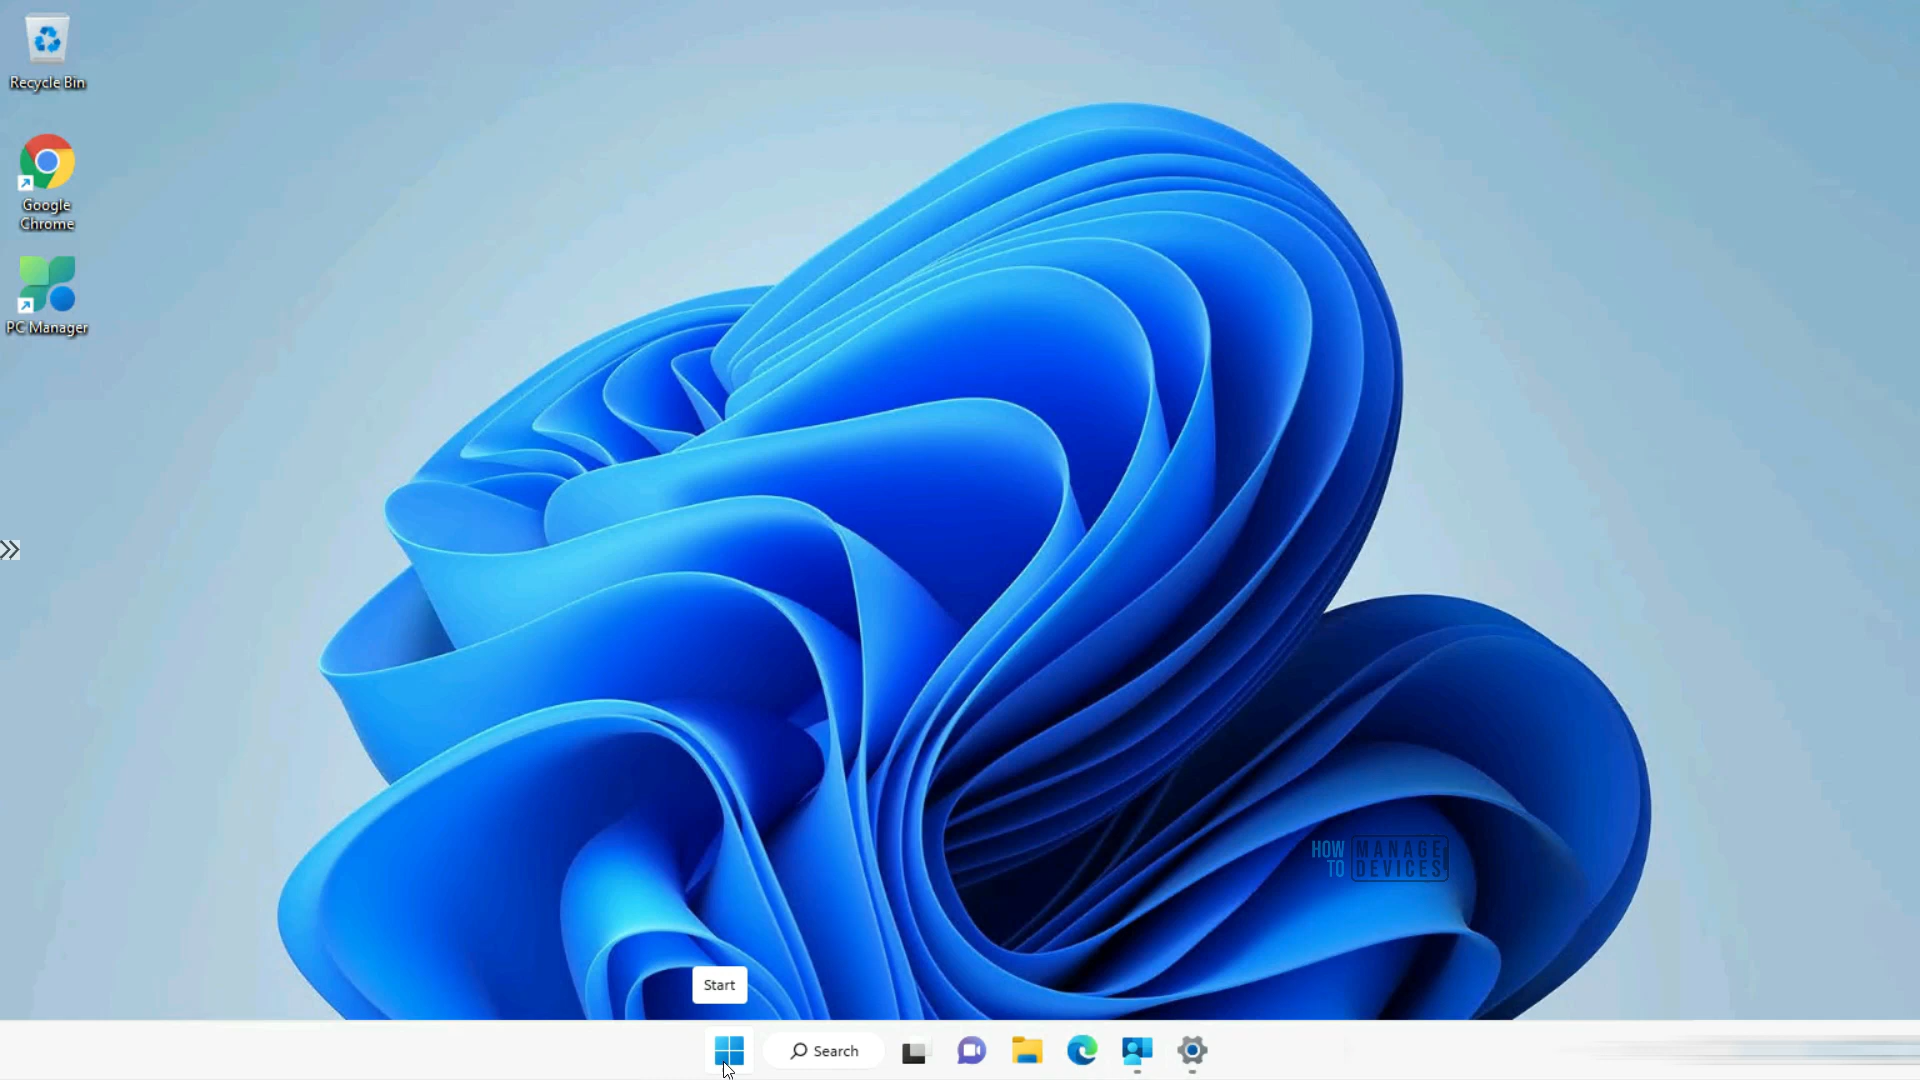 Recycle Bin
Google
Chrome
PC Manager
HOW
TO
MANAGE
DEVICES
Start
Search